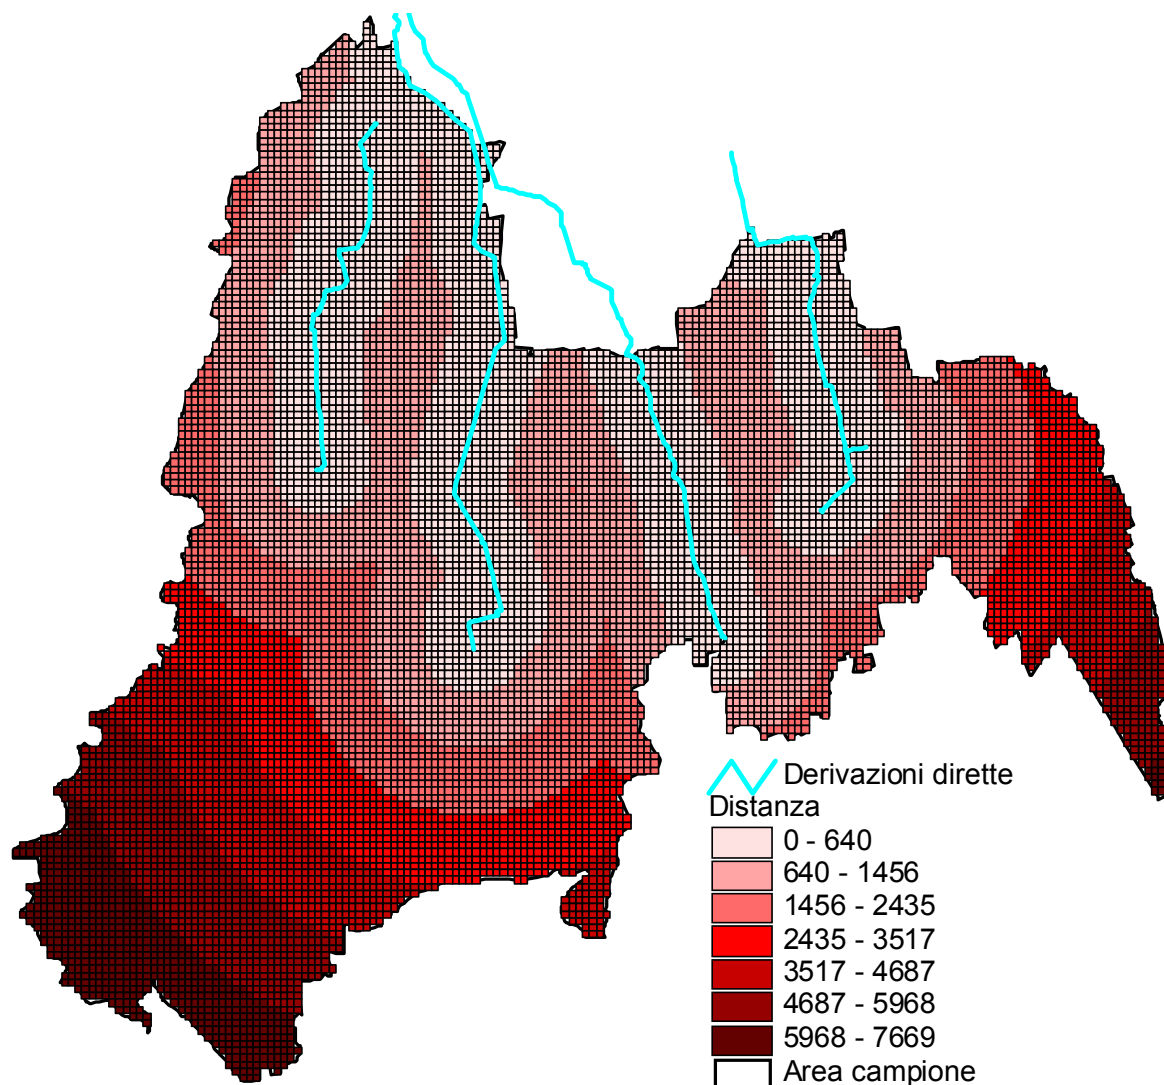 Derivazioni dirette
Distanza
0 - 640
640 - 1456
1456 - 2435
2435 - 3517
3517 - 4687
4687 - 5968
5968 - 7669
Area campione